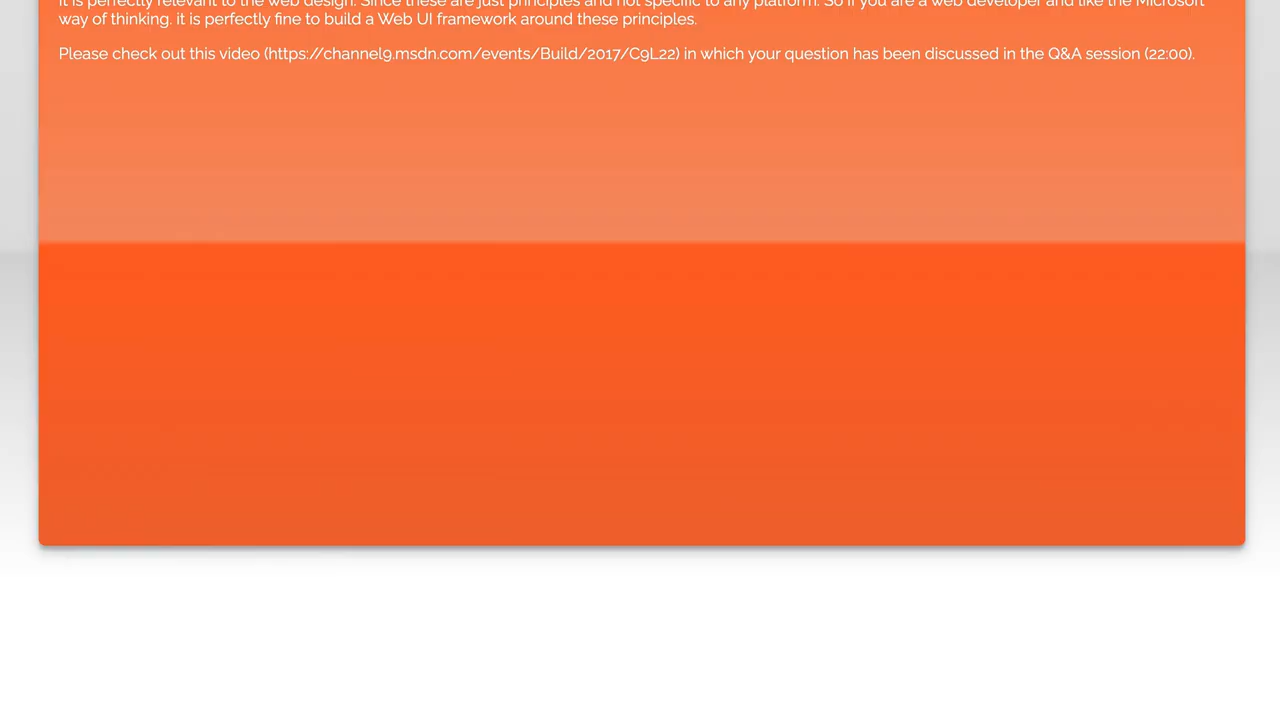 It is perfectly relevant to the web design. Since these are just principles and not specific to any platform. So if you are a web developer and like the Microsoft
way of thinking. it is perfectly fine to build a Web UI framework around these principles.
Please check out this video (https://channel9.msdn.com/events/Build/2017/C9L22) in which your question has been discussed in the Q&A session (22:00).